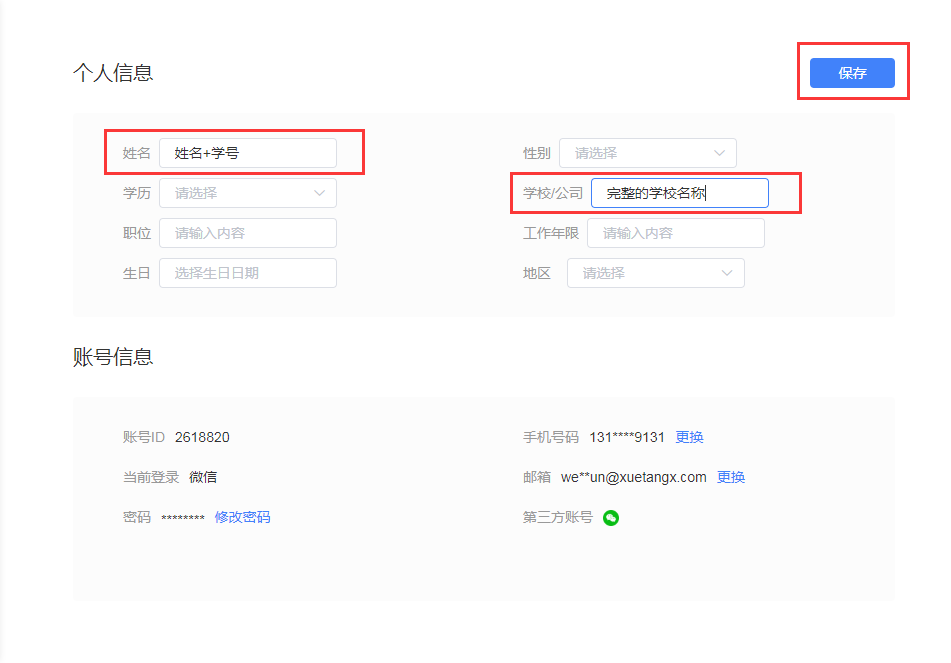 个人信息 保存
姓名 姓名+学号 性别 请选择
学历 请选择 学校/公司 完整的学校名称
职位 请输入内容 工作年限 请输入内容
生日 选择生日日期 地区 请选择
账号信息
账号ID 2618820 手机号码 131****9131 更换
当前登录 微信 邮箱 we**un@xuetangx.com 更换
密码 ******** 修改密码 第三方账号